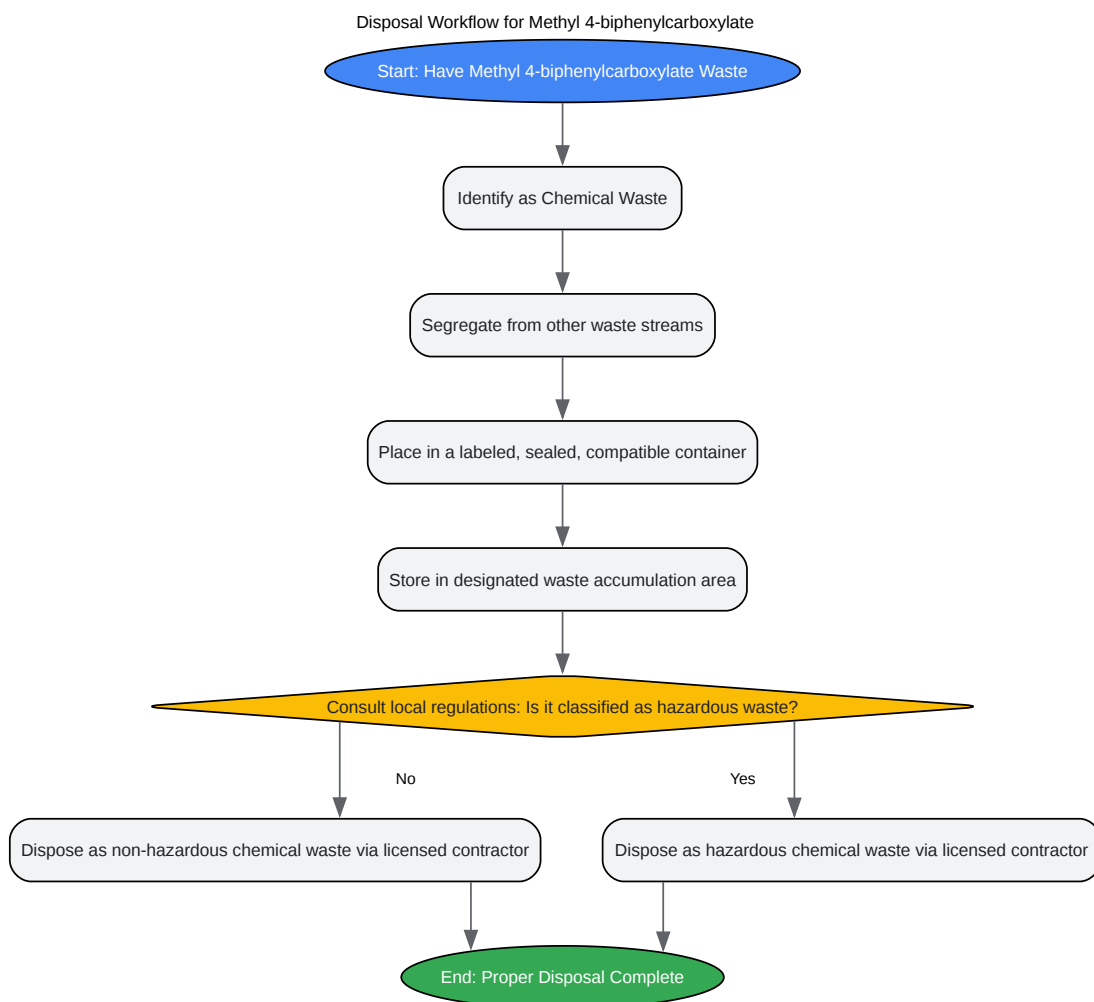 Disposal Workflow for Methyl 4-biphenylcarboxylate
Start: Have Methyl 4-biphenylcarboxylate Waste
Identify as Chemical Waste
Segregate from other waste streams
Place in a labeled, sealed, compatible container
Store in designated waste accumulation area
Consult local regulations: Is it classified as hazardous waste?
No
Yes
Dispose as non-hazardous chemical waste via licensed contractor
Dispose as hazardous chemical waste via licensed contractor
End: Proper Disposal Complete